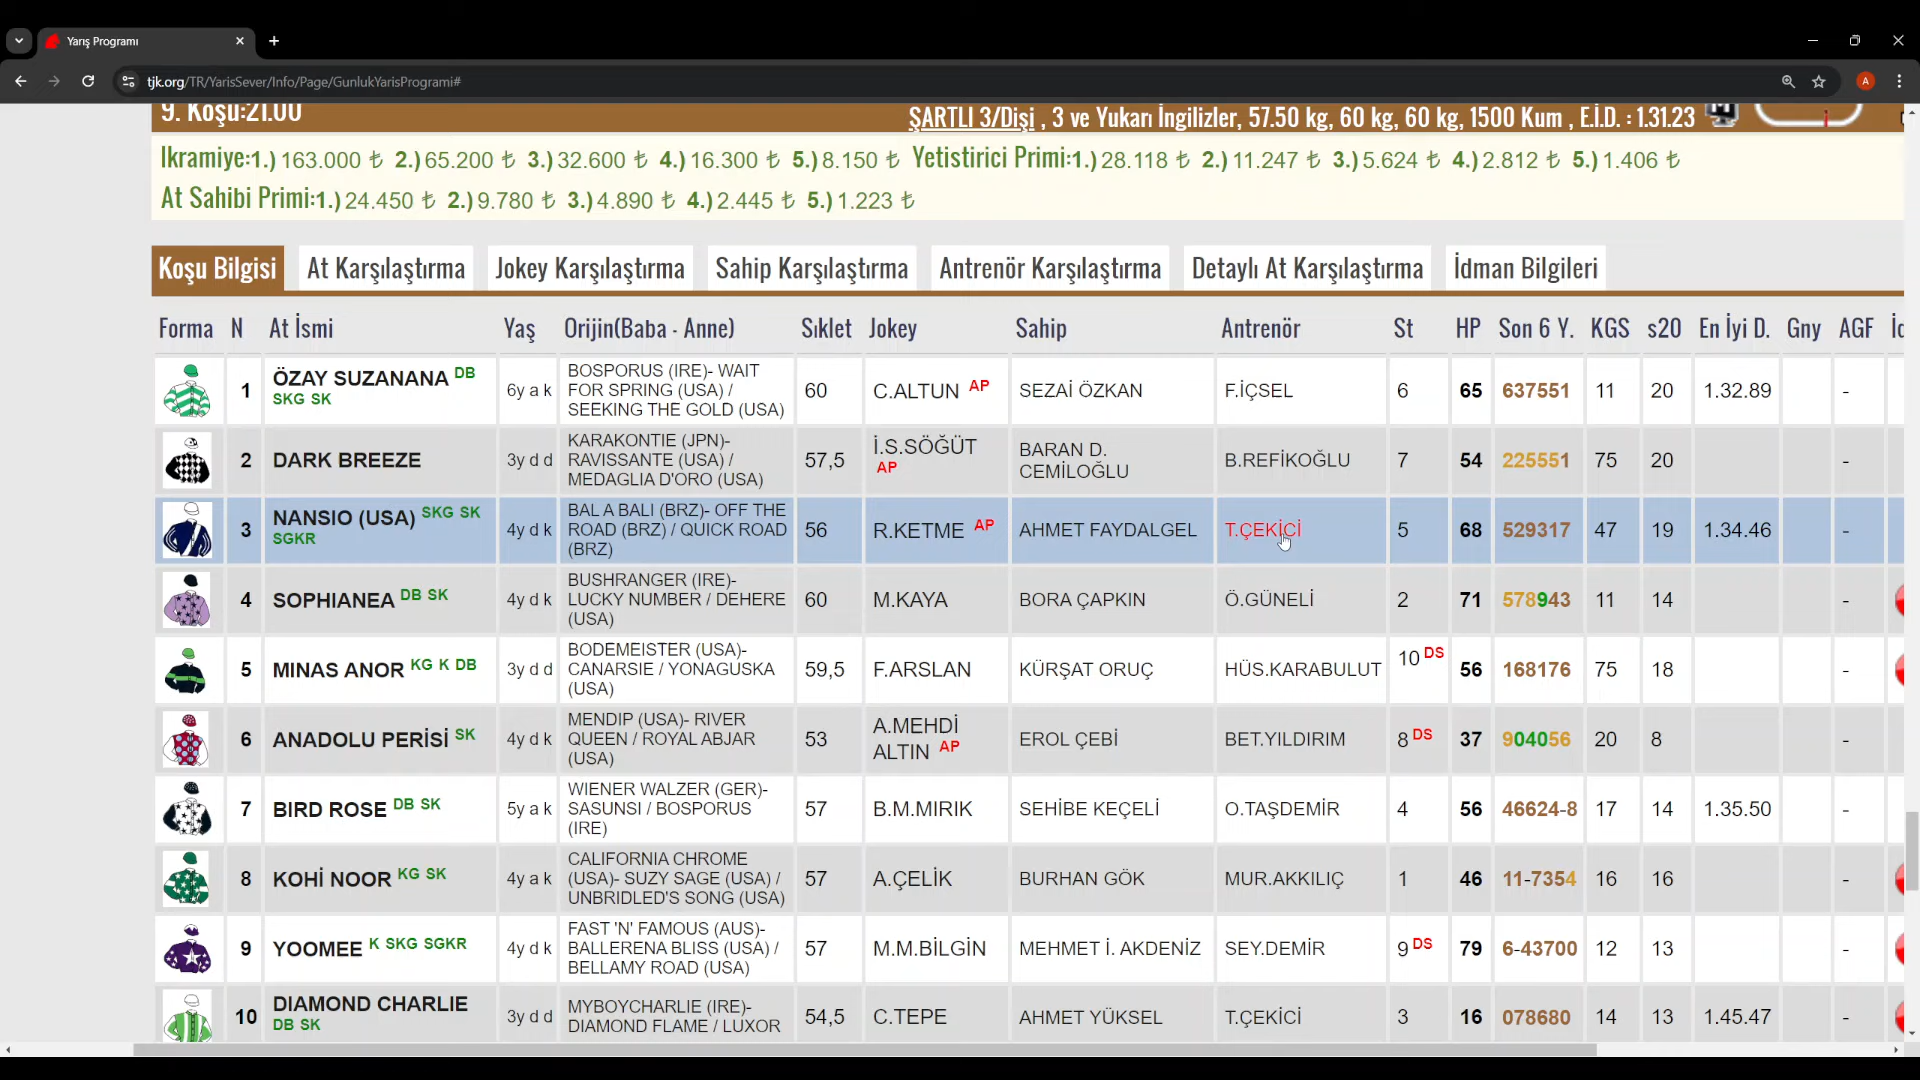 Yarış Programı
tjk.org/TR/YarisSever/Info/Page/GunlukYarisProgrami#
A
9. Koşu:21.00
ŞARTLI 3/Dişi , 3 ve Yukarı İngilizler, 57.50 kg, 60 kg, 60 kg, 1500 Kum , E.İ.D. : 1.31.23
Ikramiye:1.) 163.000 ₺ 2.) 65.200 ₺ 3.) 32.600 ₺ 4.) 16.300 ₺ 5.) 8.150 ₺ Yetistirici Primi:1.) 28.118 ₺ 2.) 11.247 ₺ 3.) 5.624 ₺ 4.) 2.812 ₺ 5.) 1.406 ₺
At Sahibi Primi:1.) 24.450 ₺ 2.) 9.780 ₺ 3.) 4.890 ₺ 4.) 2.445 ₺ 5.) 1.223 ₺
Koşu Bilgisi At Karşılaştırma Jokey Karşılaştırma Sahip Karşılaştırma Antrenör Karşılaştırma Detaylı At Karşılaştırma İdman Bilgileri
Forma N At İsmi Yaş Orijin(Baba - Anne) Sıklet Jokey Sahip Antrenör St HP Son 6 Y. KGS s20 En İyi D. Gny AGF
1 ÖZAY SUZANANA DB SKG SK 6y a k BOSPORUS (IRE)- WAIT FOR SPRING (USA) / SEEKING THE GOLD (USA) 60 C.ALTUN AP SEZAİ ÖZKAN F.İÇSEL 6 65 637551 11 20 1.32.89 -
2 DARK BREEZE 3y d d KARAKONTIE (JPN)- RAVISSANTE (USA) / MEDAGLIA D'ORO (USA) 57,5 İ.S.SÖĞÜT AP BARAN D. CEMİLOĞLU B.REFİKOĞLU 7 54 225551 75 20 -
3 NANSIO (USA) SKG SK SGKR 4y d k BAL A BALI (BRZ)- OFF THE ROAD (BRZ) / QUICK ROAD (BRZ) 56 R.KETME AP AHMET FAYDALGEL T.ÇEKİCİ 5 68 529317 47 19 1.34.46 -
4 SOPHIANEA DB SK 4y d k BUSHRANGER (IRE)- LUCKY NUMBER / DEHERE (USA) 60 M.KAYA BORA ÇAPKIN Ö.GÜNELİ 2 71 578943 11 14 -
5 MINAS ANOR KG K DB 3y d d BODEMEISTER (USA)- CANARSIE / YONAGUSKA (USA) 59,5 F.ARSLAN KÜRŞAT ORUÇ HÜS.KARABULUT 10 DS 56 168176 75 18 -
6 ANADOLU PERİSİ SK 4y d k MENDIP (USA)- RIVER QUEEN / ROYAL ABJAR (USA) 53 A.MEHDİ ALTIN AP EROL ÇEBİ BET.YILDIRIM 8 DS 37 904056 20 8 -
7 BIRD ROSE DB SK 5y a k WIENER WALZER (GER)- SASUNSI / BOSPORUS (IRE) 57 B.M.MIRIK SEHİBE KEÇELİ O.TAŞDEMİR 4 56 46624-8 17 14 1.35.50 -
8 KOHİ NOOR KG SK 4y a k CALIFORNIA CHROME (USA)- SUZY SAGE (USA) / UNBRIDLED'S SONG (USA) 57 A.ÇELİK BURHAN GÖK MUR.AKKILIÇ 1 46 11-7354 16 16 -
9 YOOMEE K SKG SGKR 4y d k FAST 'N' FAMOUS (AUS)- BALLERENA BLISS (USA) / BELLAMY ROAD (USA) 57 M.M.BİLGİN MEHMET İ. AKDENİZ SEY.DEMİR 9 DS 79 6-43700 12 13 -
10 DIAMOND CHARLIE DB SK 3y d d MYBOYCHARLIE (IRE)- DIAMOND FLAME / LUXOR 54,5 C.TEPE AHMET YÜKSEL T.ÇEKİCİ 3 16 078680 14 13 1.45.47 -